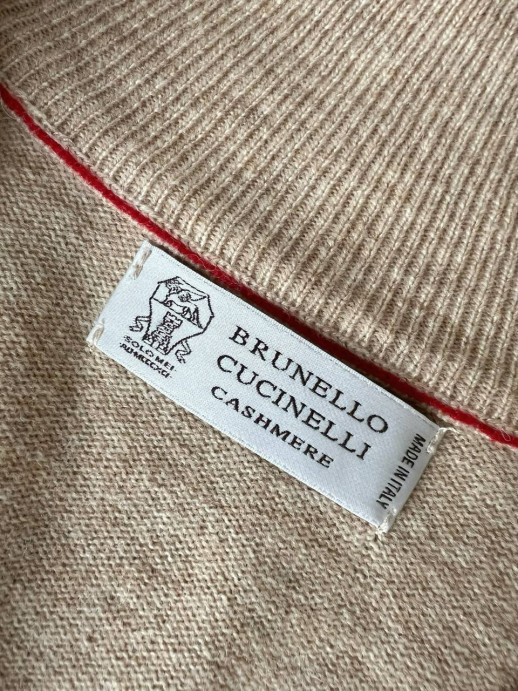 SOLOMEI
BRUNELLO
CUCINELLI
CASHMERE
MADE IN ITALY